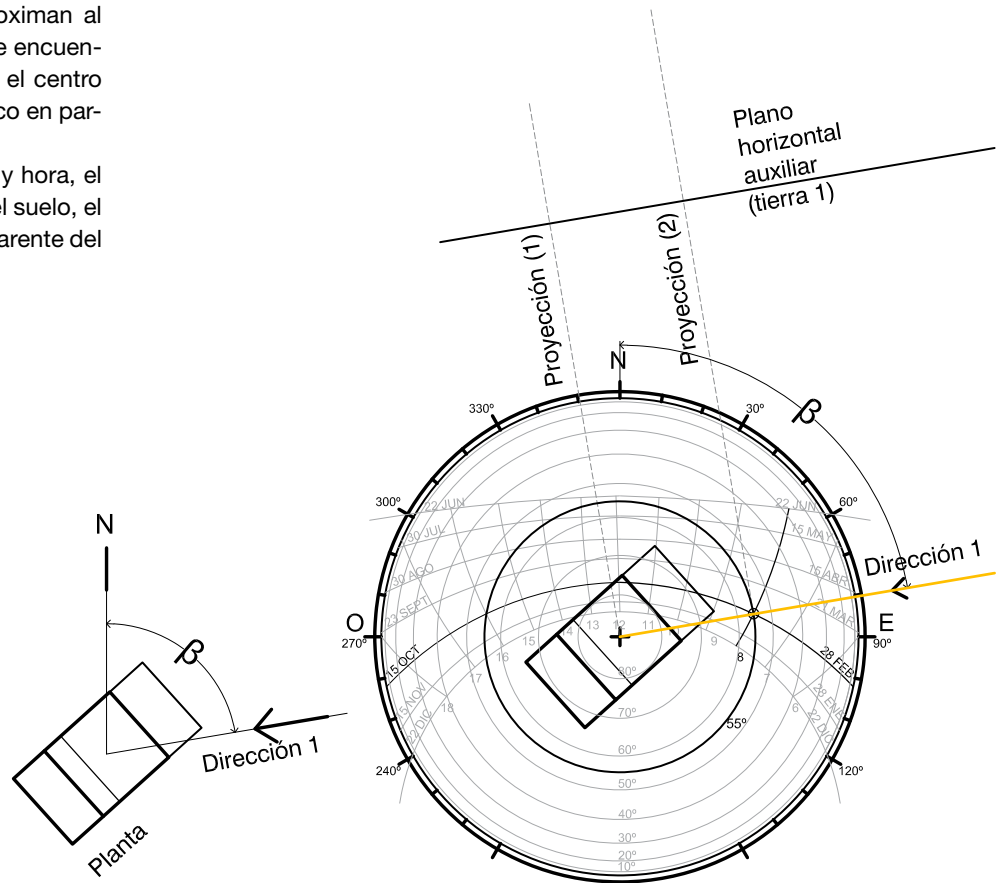 oximan al
e encuen-
el centro
co en par-
y hora, el
el suelo, el
arente del
Plano
horizontal
auxiliar
(tierra 1)
Proyección (1)
Proyección (2)
N
β
330º
30º
300º
60º
22 JUN
22 JUN
30 JUL
15 MAY
30 AGO
15 ABR
23 SEPT
21 MAR
Dirección 1
O
270º
E
90º
15 OCT
28 FEB
15 NOV
28 ENE
22 DIC
22 DIC
18
17
16
15
14
13
12
11
9
8
7
6
80º
70º
60º
55º
50º
40º
30º
20º
10º
240º
120º
N
β
Dirección 1
Planta